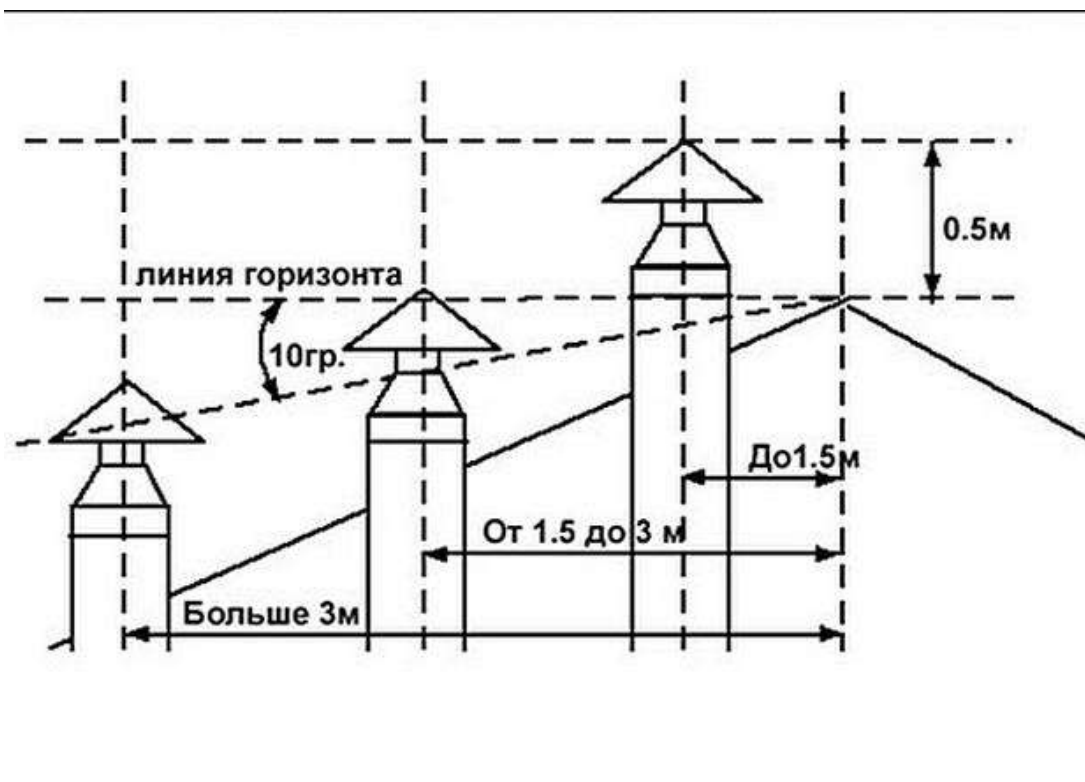 0.5м
линия горизонта
10гр.
До1.5м
От 1.5 до 3 м
Больше 3м